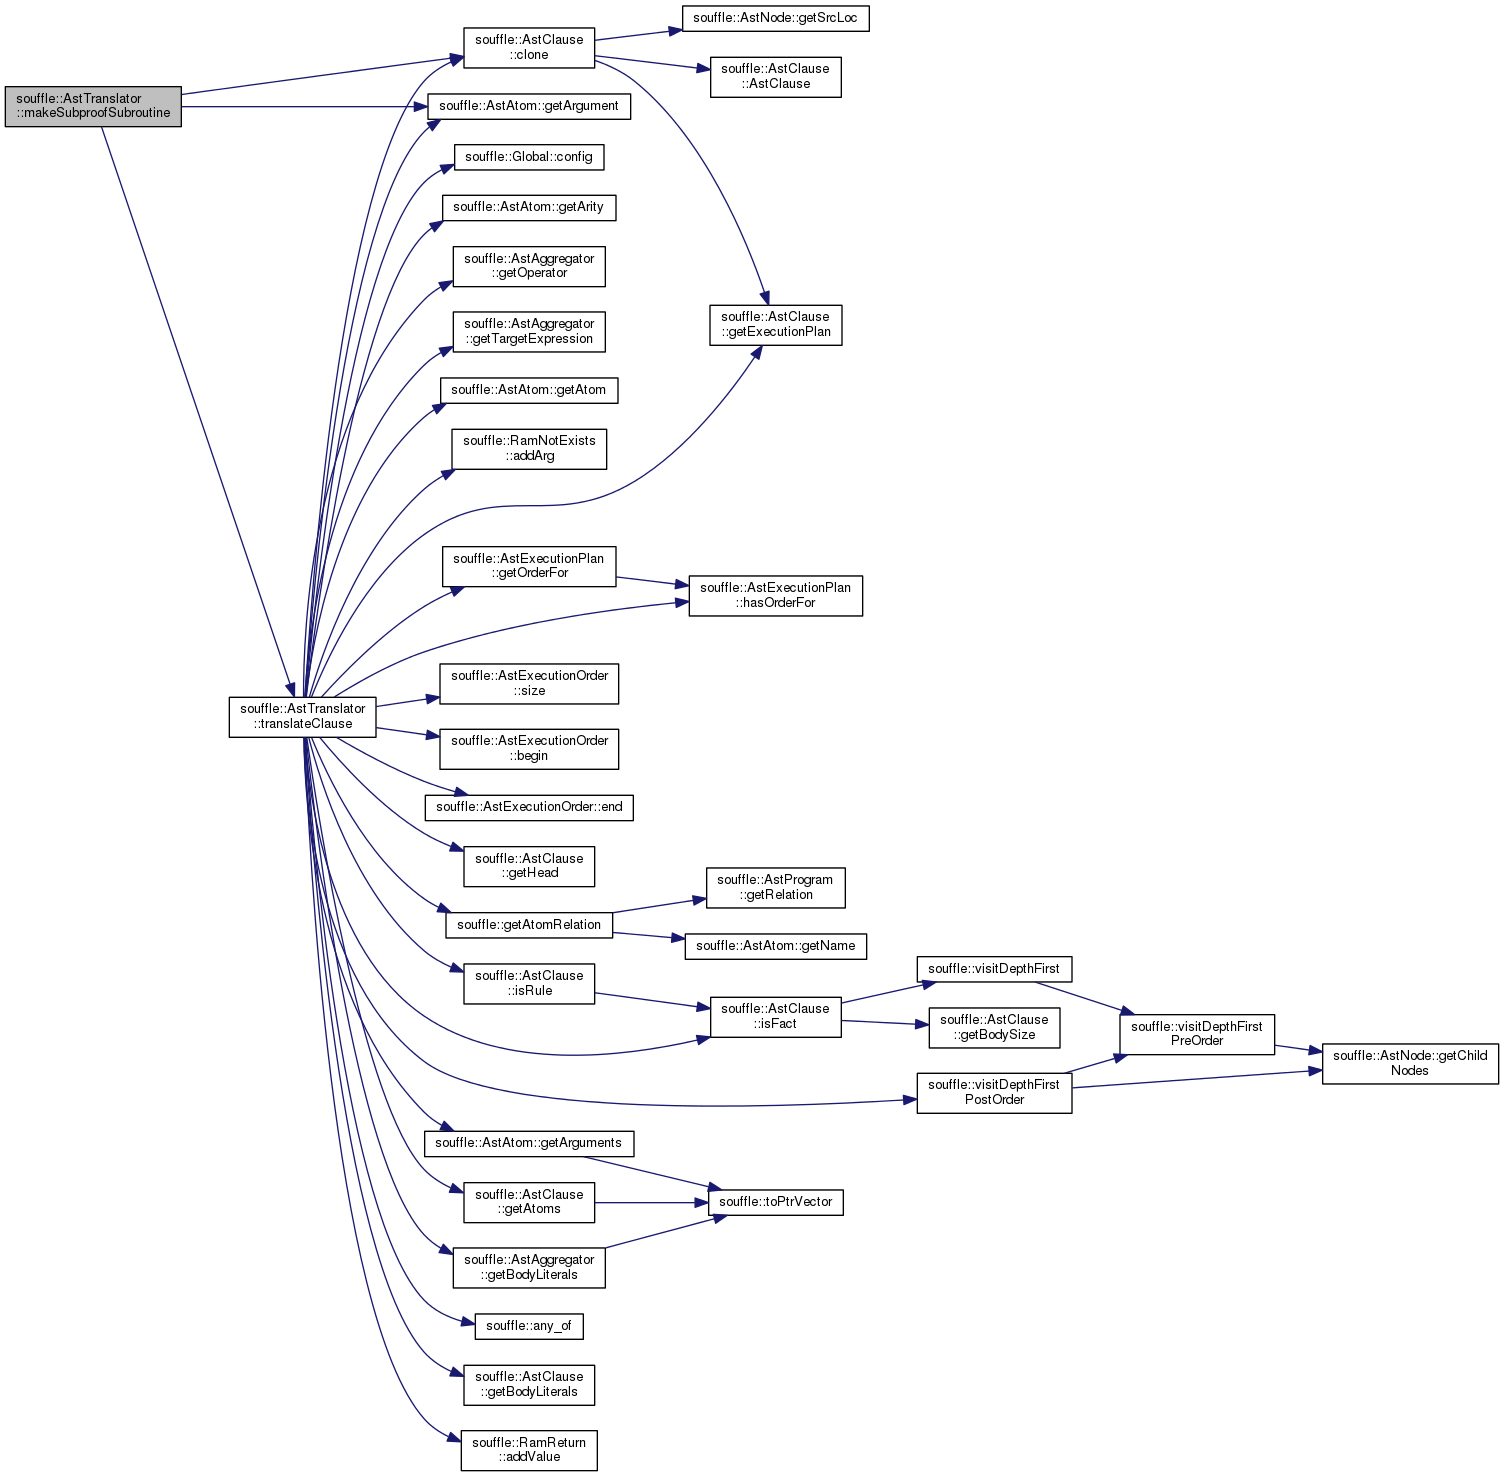 souffle::AstTranslator
::makeSubproofSubroutine
souffle::AstClause
::clone
souffle::AstNode::getSrcLoc
souffle::AstClause
::AstClause
souffle::AstAtom::getArgument
souffle::Global::config
souffle::AstAtom::getArity
souffle::AstAggregator
::getOperator
souffle::AstAggregator
::getTargetExpression
souffle::AstClause
::getExecutionPlan
souffle::AstAtom::getAtom
souffle::RamNotExists
::addArg
souffle::AstExecutionPlan
::getOrderFor
souffle::AstExecutionPlan
::hasOrderFor
souffle::AstTranslator
::translateClause
souffle::AstExecutionOrder
::size
souffle::AstExecutionOrder
::begin
souffle::AstExecutionOrder::end
souffle::AstClause
::getHead
souffle::getAtomRelation
souffle::AstProgram
::getRelation
souffle::AstAtom::getName
souffle::AstClause
::isRule
souffle::AstClause
::isFact
souffle::visitDepthFirst
souffle::AstClause
::getBodySize
souffle::visitDepthFirst
PreOrder
souffle::AstNode::getChild
Nodes
souffle::visitDepthFirst
PostOrder
souffle::AstAtom::getArguments
souffle::AstClause
::getAtoms
souffle::toPtrVector
souffle::AstAggregator
::getBodyLiterals
souffle::any_of
souffle::AstClause
::getBodyLiterals
souffle::RamReturn
::addValue